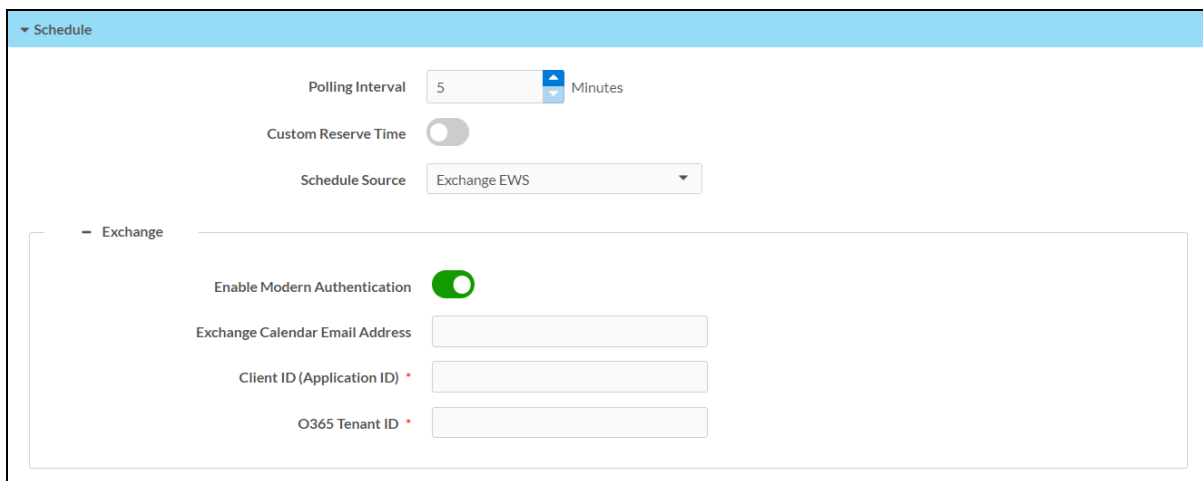 Schedule
Polling Interval 5 Minutes
Custom Reserve Time
Schedule Source Exchange EWS
Exchange
Enable Modern Authentication
Exchange Calendar Email Address
Client ID (Application ID) *
O365 Tenant ID *